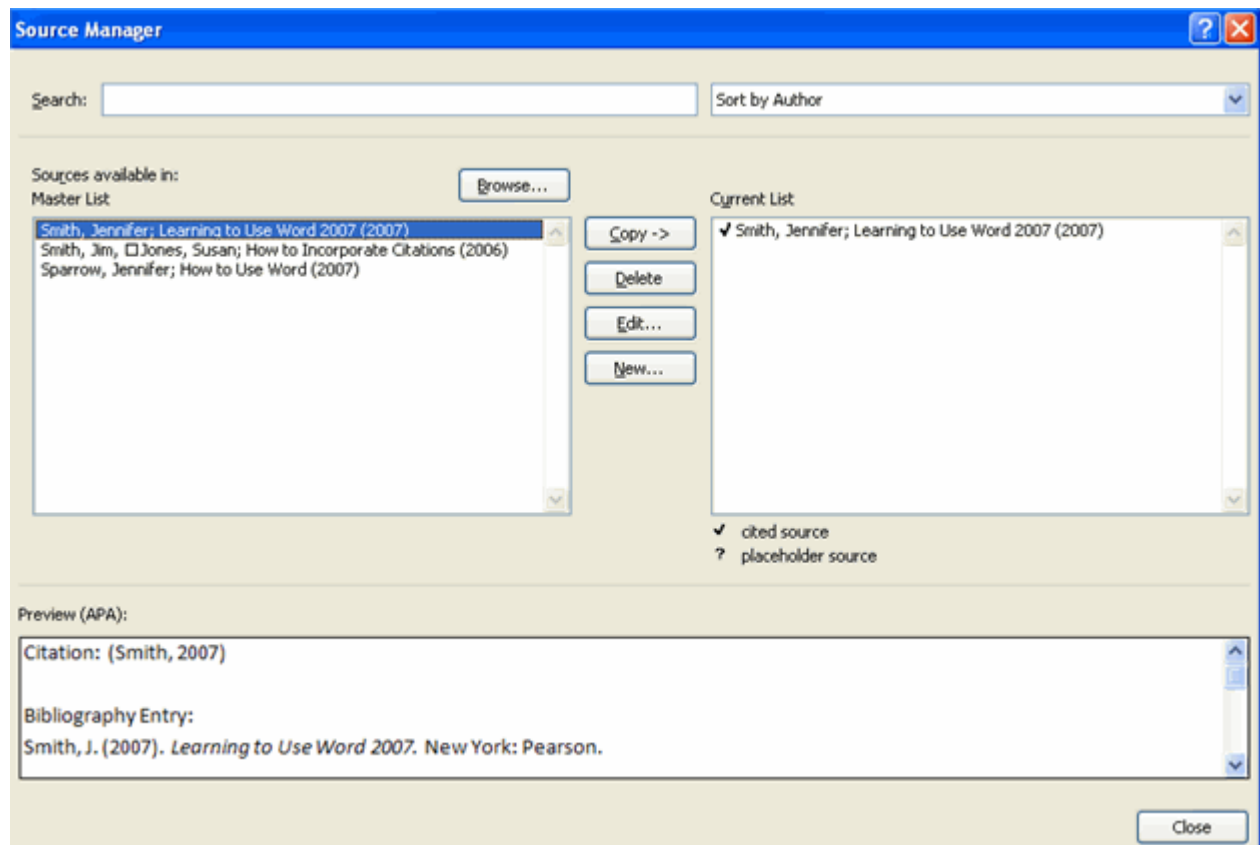 Source Manager
Search:
Sort by Author
Sources available in:
Master List
Browse...
Smith, Jennifer; Learning to Use Word 2007 (2007)
Smith, Jim, □Jones, Susan; How to Incorporate Citations (2006)
Sparrow, Jennifer; How to Use Word (2007)
Copy ->
Delete
Edit...
New...
Current List
✓ Smith, Jennifer; Learning to Use Word 2007 (2007)
✓ cited source
? placeholder source
Preview (APA):
Citation: (Smith, 2007)
Bibliography Entry:
Smith, J. (2007). Learning to Use Word 2007. New York: Pearson.
Close